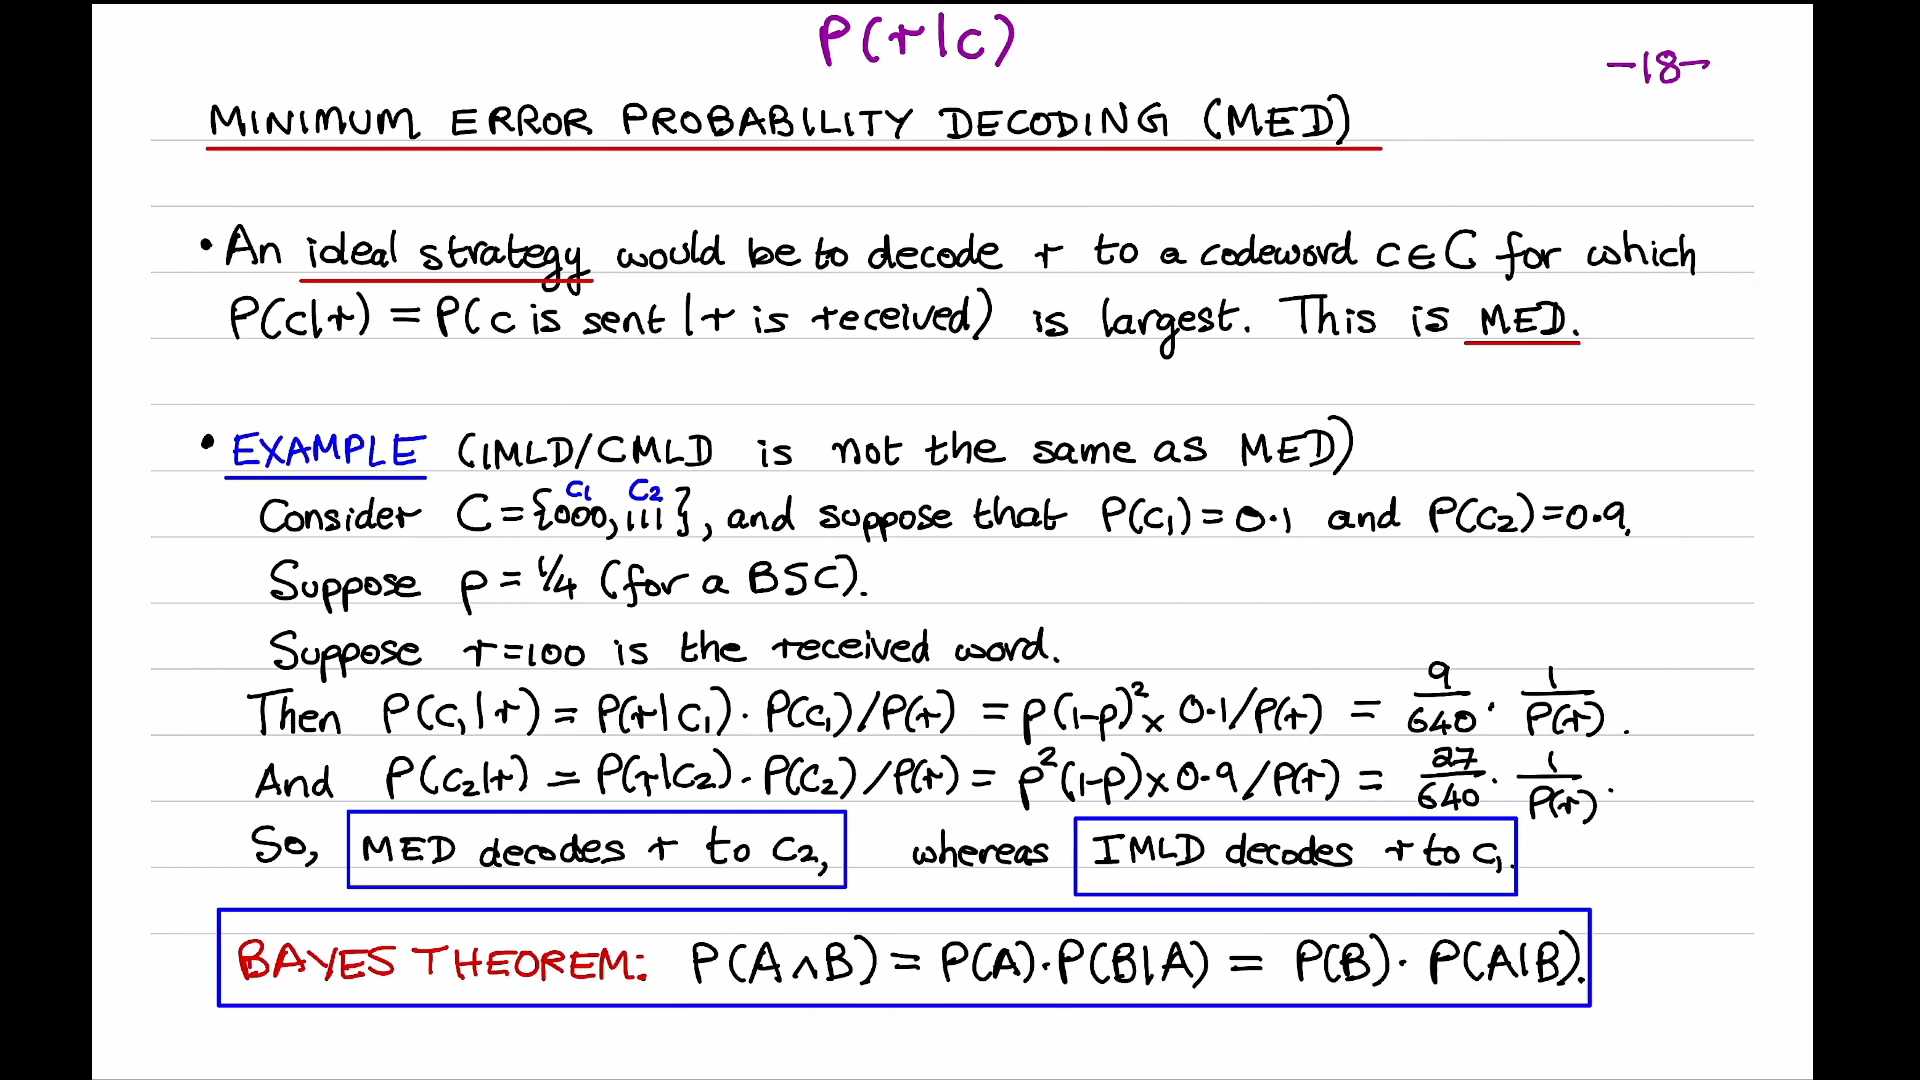 P(r|c)
-18-
MINIMUM ERROR PROBABILITY DECODING (MED)
• An ideal strategy would be to decode r to a codeword c∈C for which
P(c|r) = P(c is sent | r is received) is largest. This is MED.
• EXAMPLE (IMLD/CMLD is not the same as MED)
c1 c2
Consider C = {000, 111}, and suppose that P(c1) = 0.1 and P(c2) = 0.9.
Suppose p = 1/4 (for a BSC).
Suppose r = 100 is the received word.
Then P(c1|r) = P(r|c1) · P(c1)/P(r) = p(1-p)² × 0.1/P(r) = 9/640 · 1/P(r).
And P(c2|r) = P(r|c2) · P(c2)/P(r) = p²(1-p) × 0.9/P(r) = 27/640 · 1/P(r).
So, MED decodes r to c2, whereas IMLD decodes r to c1.
BAYES THEOREM: P(A∧B) = P(A)·P(B|A) = P(B)·P(A|B).